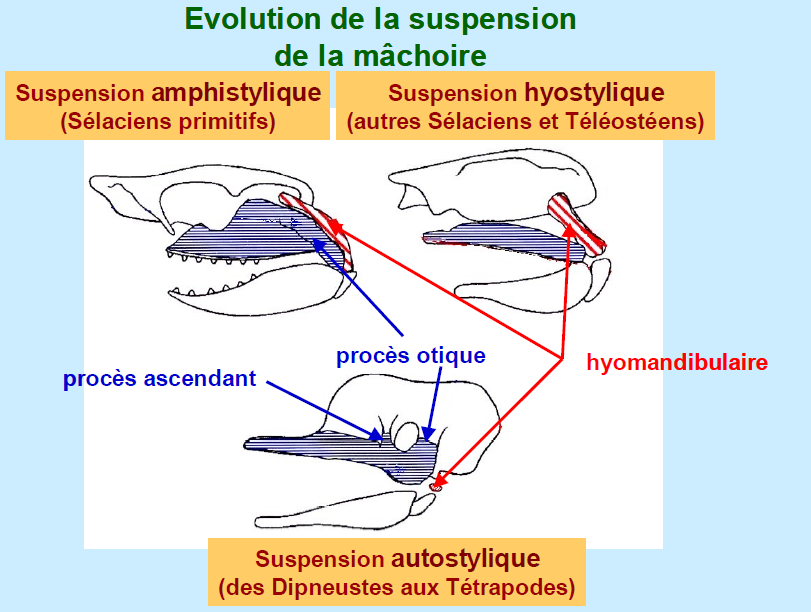 Evolution de la suspension
de la mâchoire
Suspension amphistylique
(Sélaciens primitifs)
Suspension hyostylique
(autres Sélaciens et Téléostéens)
procès otique
hyomandibulaire
procès ascendant
Suspension autostylique
(des Dipneustes aux Tétrapodes)